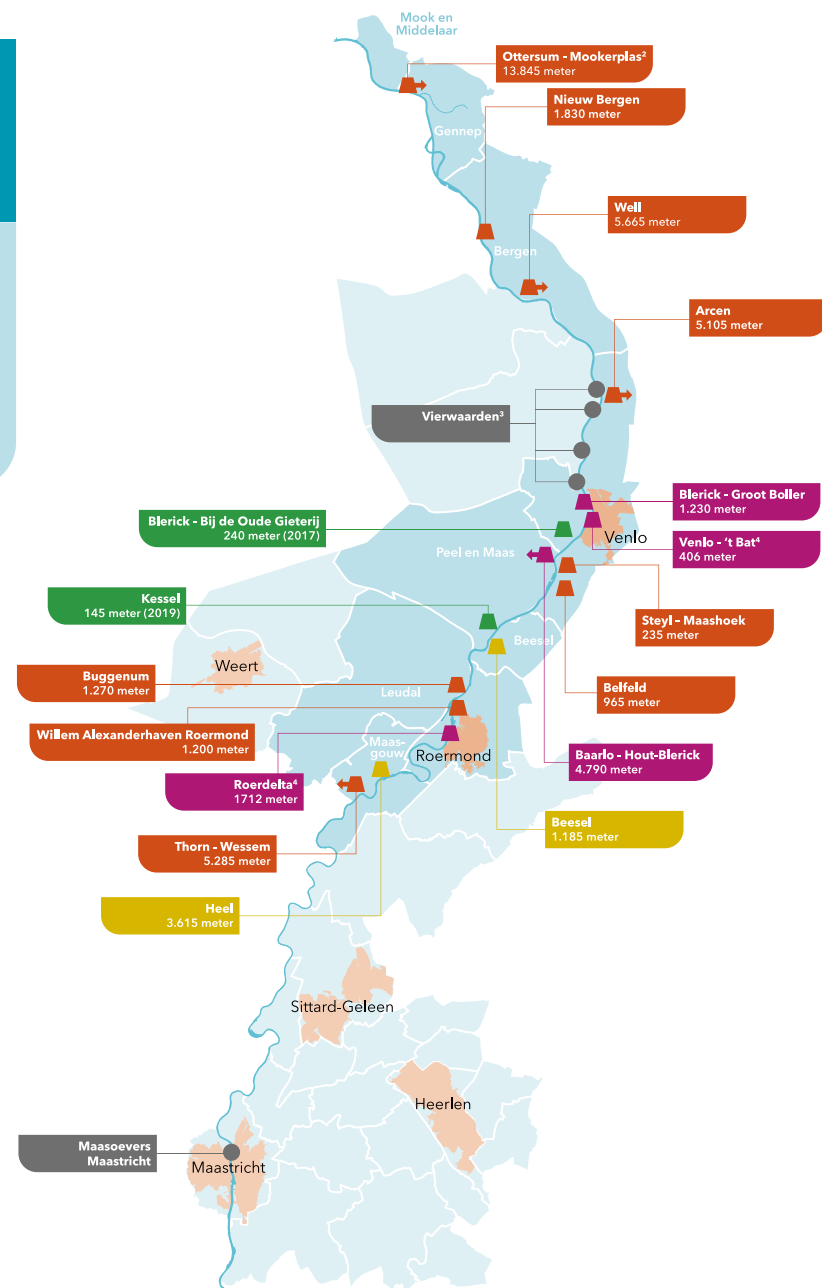 Mook en
Middelaar
Ottersum - Mookerplas²
13.845 meter
Nieuw Bergen
1.830 meter
Gennep
Well
5.665 meter
Bergen
Arcen
5.105 meter
Vierwaarden³
Blerick - Groot Boller
1.230 meter
Blerick - Bij de Oude Gieterij
240 meter (2017)
Venlo
Venlo - ‘t Bat⁴
406 meter
Peel en Maas
Kessel
145 meter (2019)
Steyl - Maashoek
235 meter
Beesel
Weert
Buggenum
1.270 meter
Leudal
Belfeld
965 meter
Willem Alexanderhaven Roermond
1.200 meter
Maas-
gouw
Roermond
Baarlo - Hout-Blerick
4.790 meter
Roerdelta⁴
1712 meter
Beesel
1.185 meter
Thorn - Wessem
5.285 meter
Heel
3.615 meter
Sittard-Geleen
Heerlen
Maasoevers
Maastricht
Maastricht